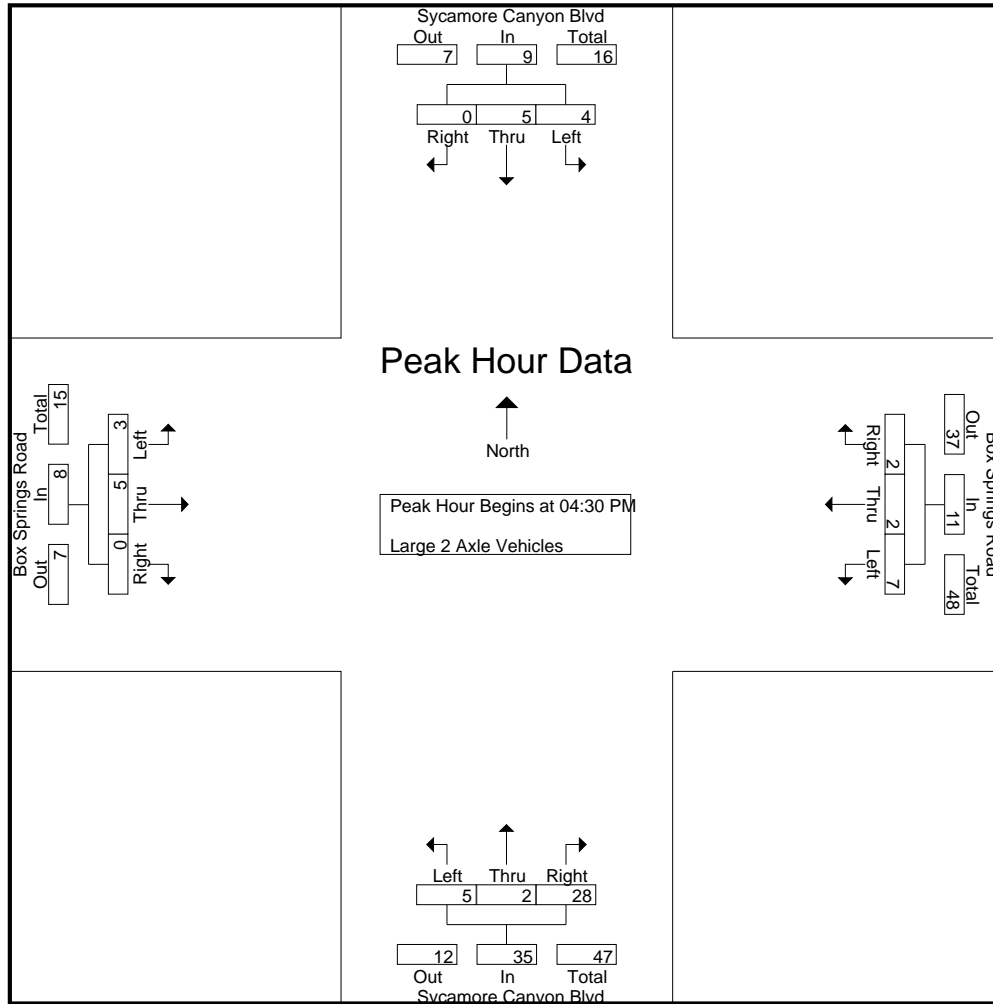 Sycamore Canyon Blvd
Out In Total
7 9 16
0 5 4
Right Thru Left
Peak Hour Data
North
Peak Hour Begins at 04:30 PM
Large 2 Axle Vehicles
Box Springs Road
Total In Out
15 8 7
3 5 0
Left Thru Right
Box Springs Road
Out In Total
37 11 48
2 2 7
Right Thru Left
Left Thru Right
5 2 28
12 35 47
Out In Total
Sycamore Canyon Blvd